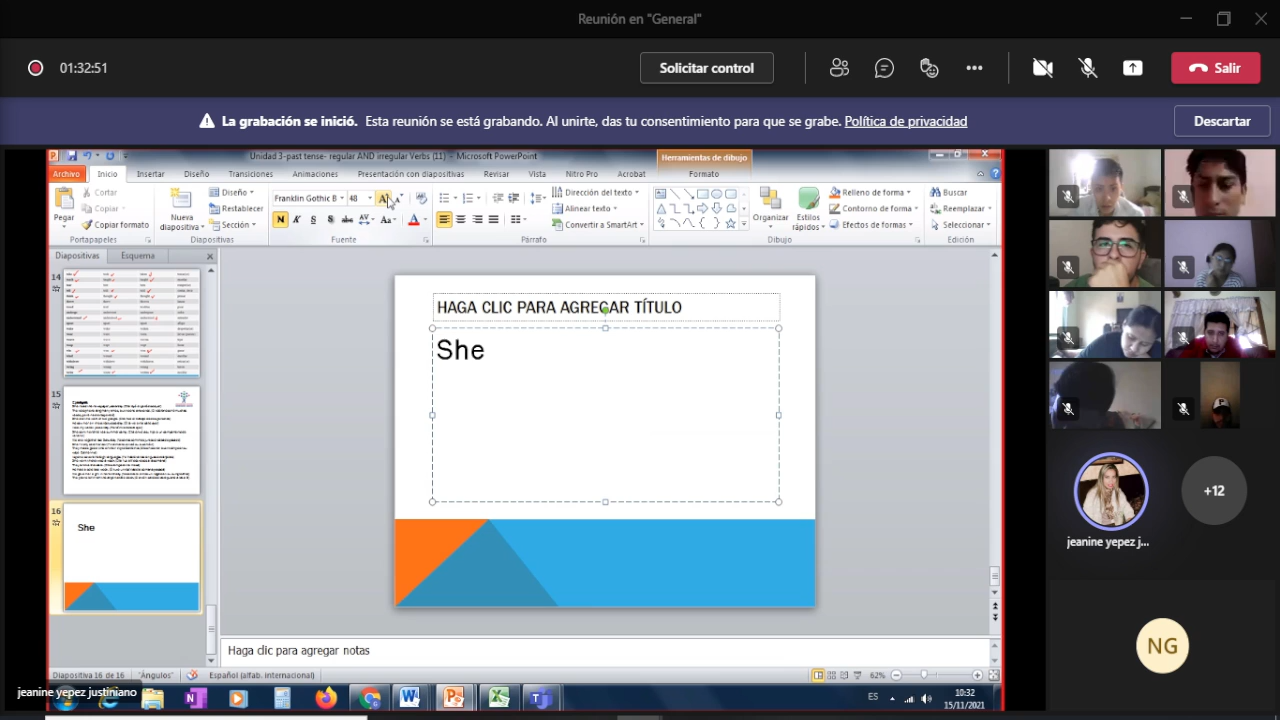 Reunión en "General"
01:32:51
Solicitar control
Salir
La grabación se inició. Esta reunión se está grabando. Al unirte, das tu consentimiento para que se grabe. Política de privacidad
Descartar
Unidad 3-past tense- regular AND irregular Verbs (11) - Microsoft PowerPoint
Herramientas de dibujo
Archivo Inicio Insertar Diseño Transiciones Animaciones Presentación con diapositivas Revisar Vista Nitro Pro Acrobat Formato
Pegar
Cortar
Copiar
Copiar formato
Portapapeles
Nueva diapositiva
Diseño
Restablecer
Sección
Diapositivas
Franklin Gothic B 48
N K S S abc AV Aa A
Fuente
Dirección del texto
Alinear texto
Convertir a SmartArt
Párrafo
Organizar
Estilos rápidos
Relleno de forma
Contorno de forma
Efectos de formas
Dibujo
Buscar
Reemplazar
Seleccionar
Edición
Diapositivas Esquema
14
15
16
She
HAGA CLIC PARA AGREGAR TÍTULO
She
Haga clic para agregar notas
Diapositiva 16 de 16 "Ángulos" Español (alfab. internacional) 62%
jeanine yepez justiniano
ES 10:32
15/11/2021
jeanine yepez j...
+12
NG